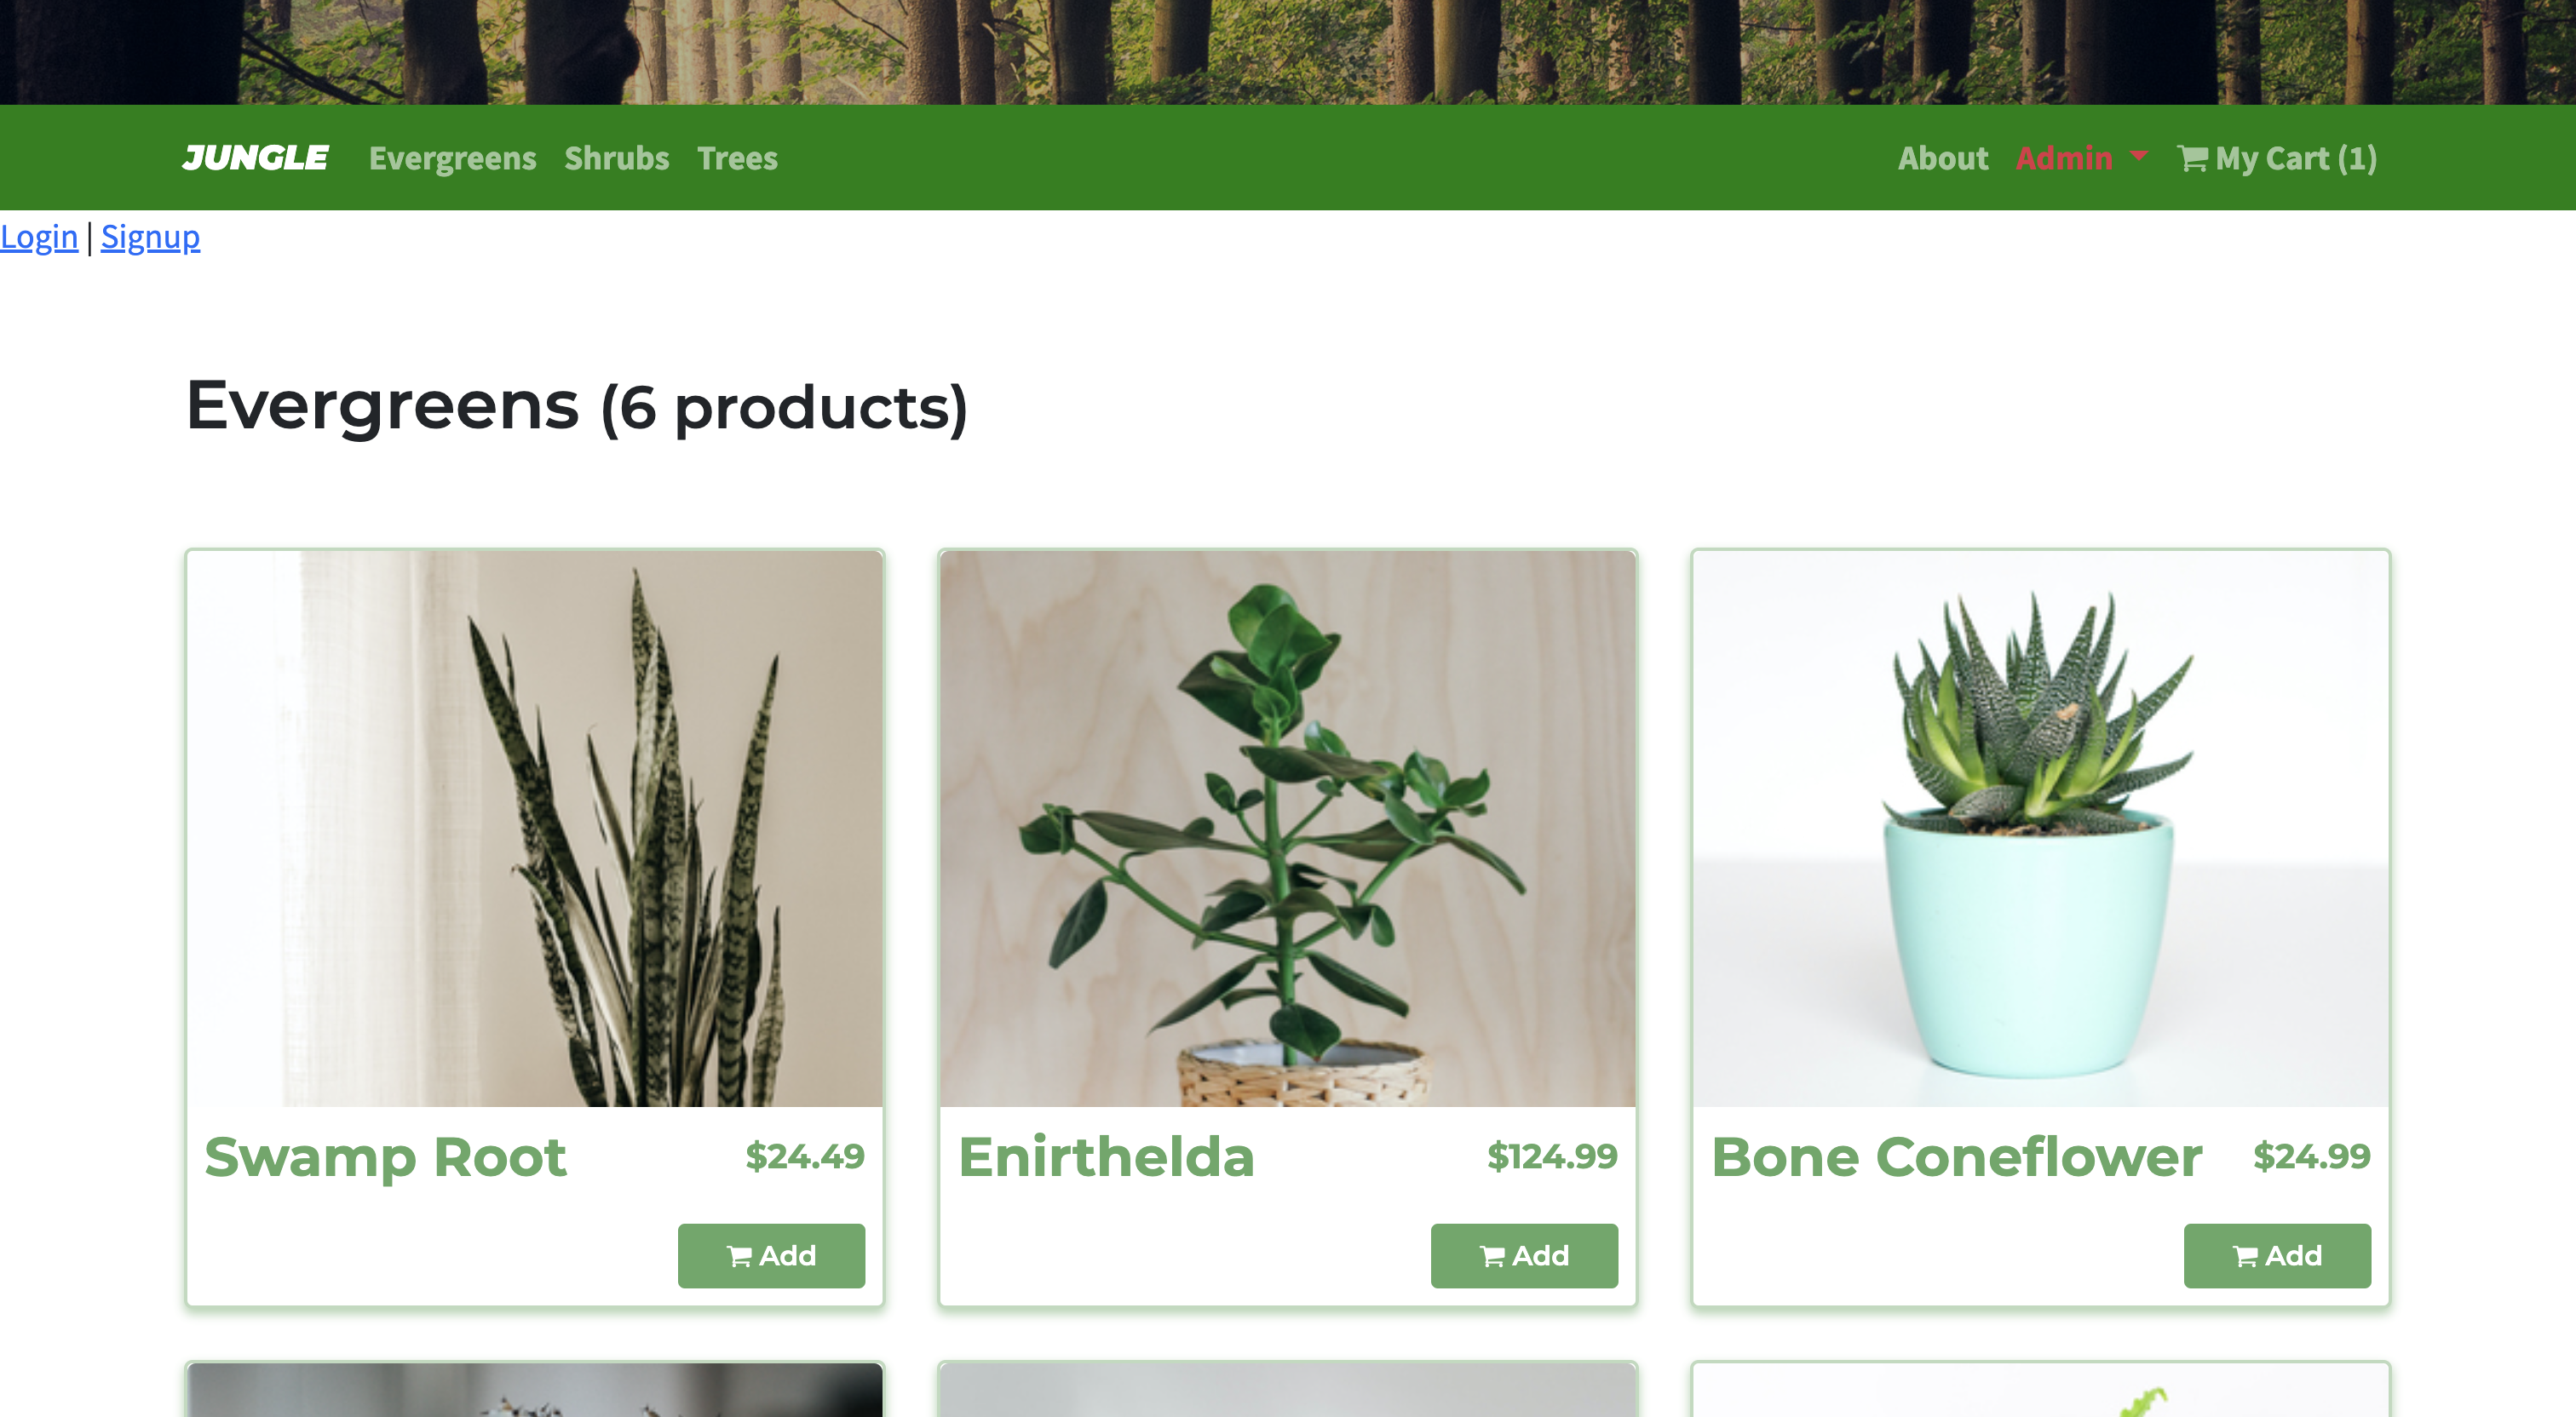 JUNGLE Evergreens Shrubs Trees About Admin My Cart (1)
Login | Signup
Evergreens (6 products)
Swamp Root $24.49 Enirthelda $124.99 Bone Coneflower $24.99
Add Add Add